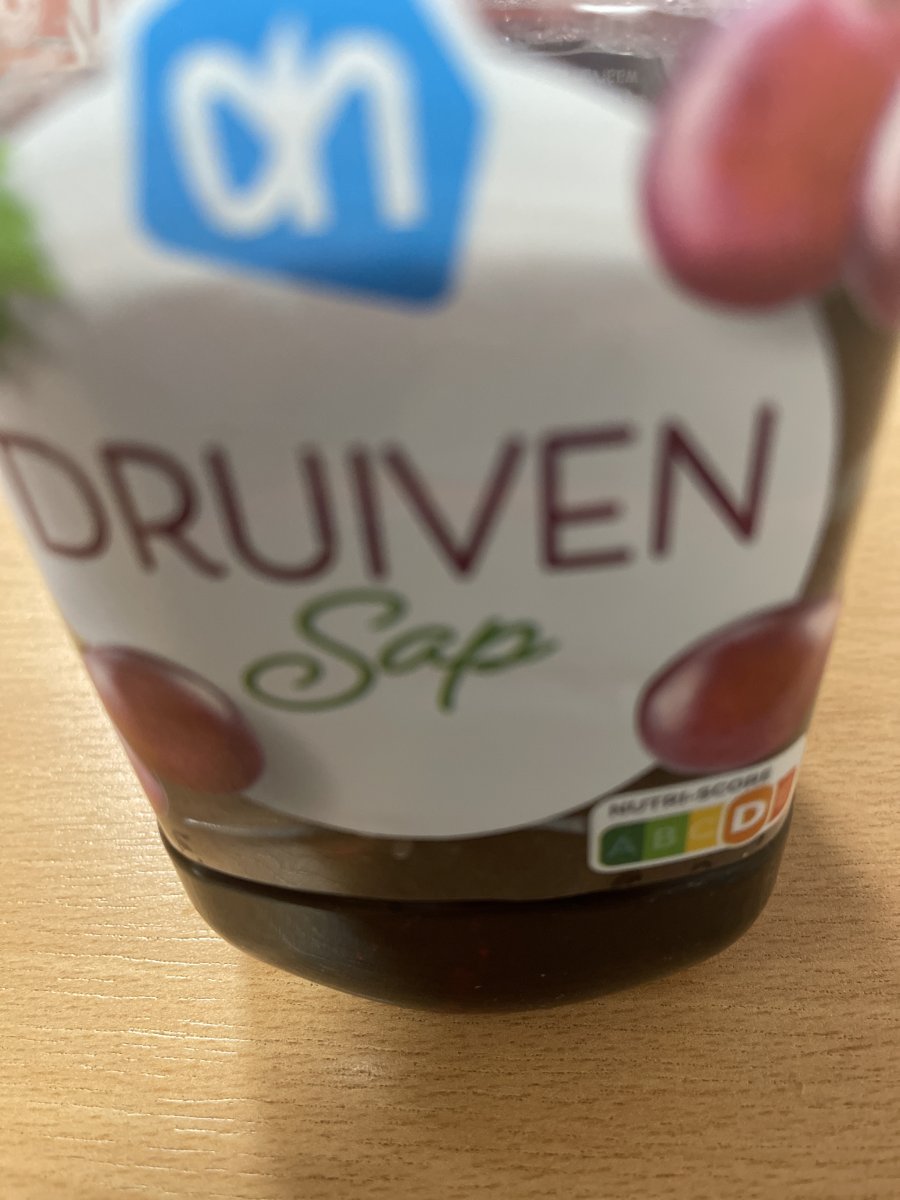 ah
DRUIVEN
Sap
NUTRI-SCORE
A B C D